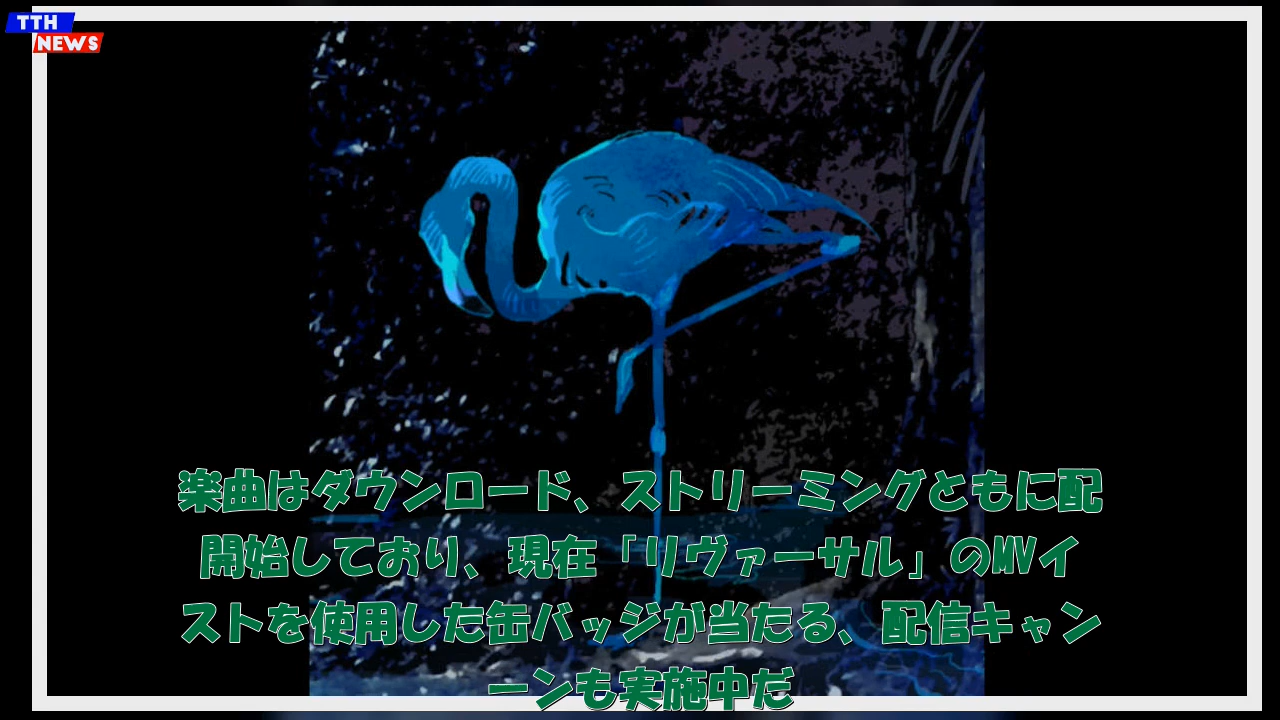 TTH
NEWS
楽曲はダウンロード、ストリーミングともに配
開始しており、現在「リヴァーサル」のMVイ
ストを使用した缶バッジが当たる、配信キャン
ーンも実施中だ